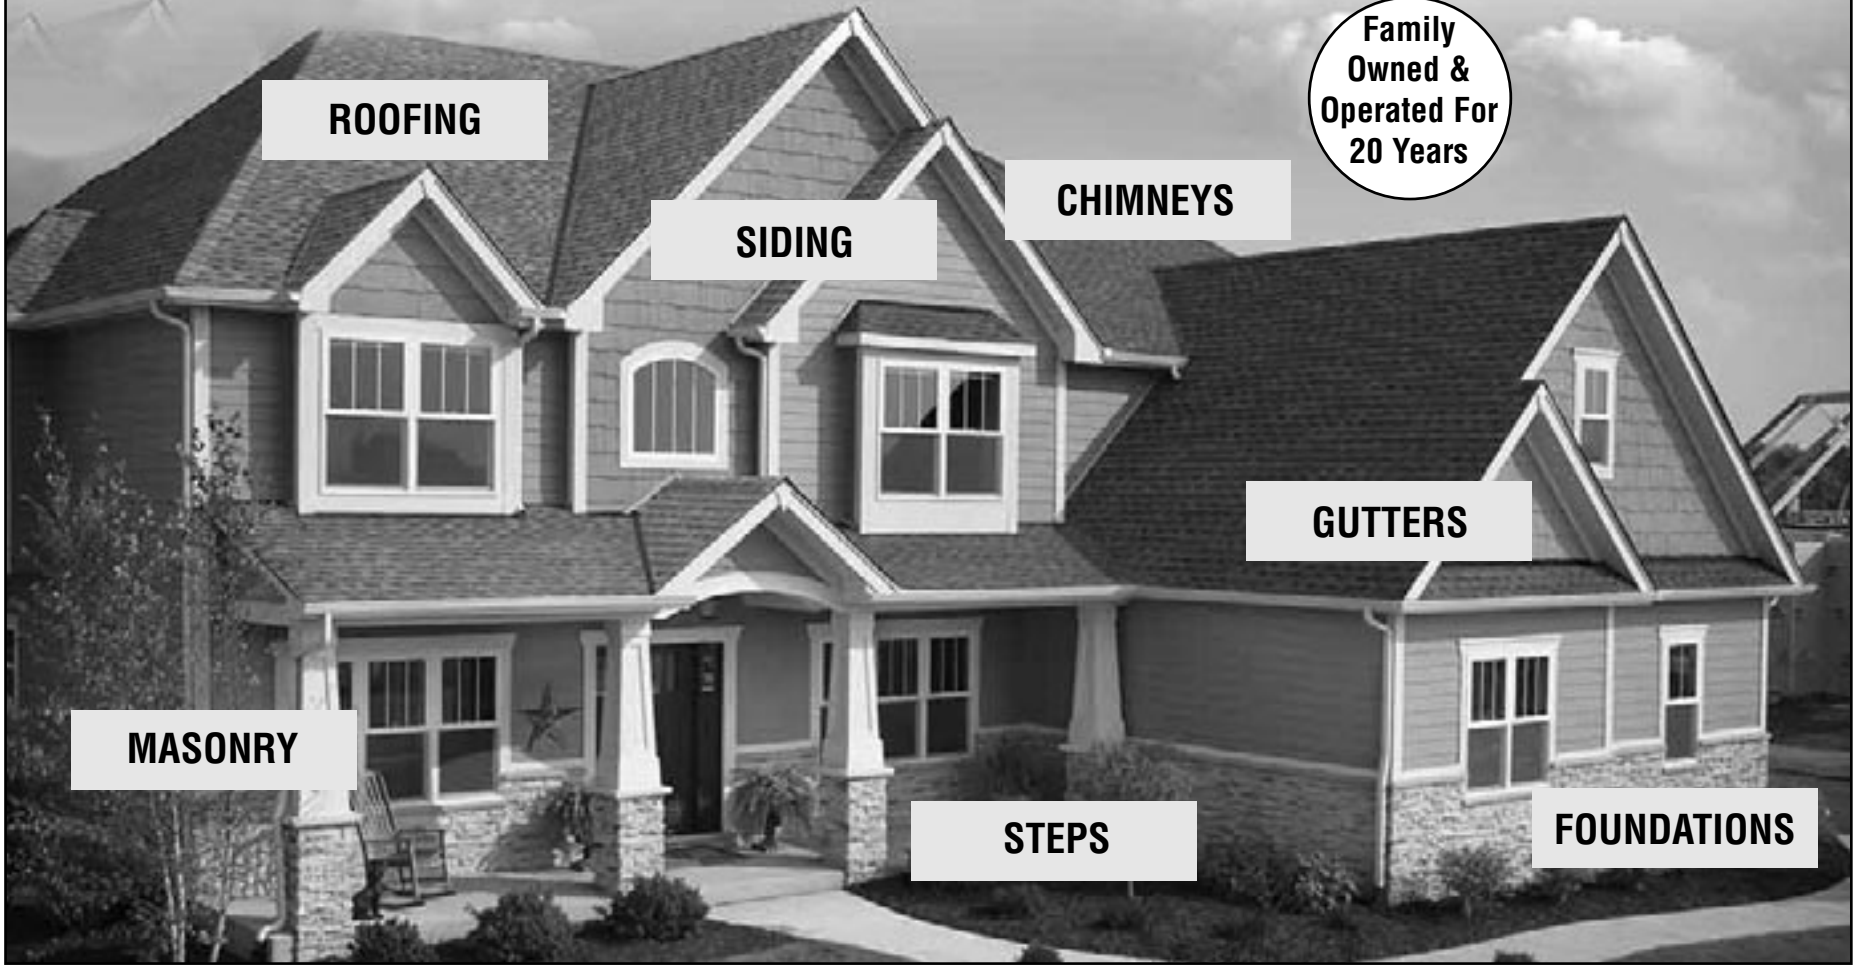 Family
Owned &
Operated For
20 Years
ROOFING
CHIMNEYS
SIDING
GUTTERS
MASONRY
STEPS
FOUNDATIONS